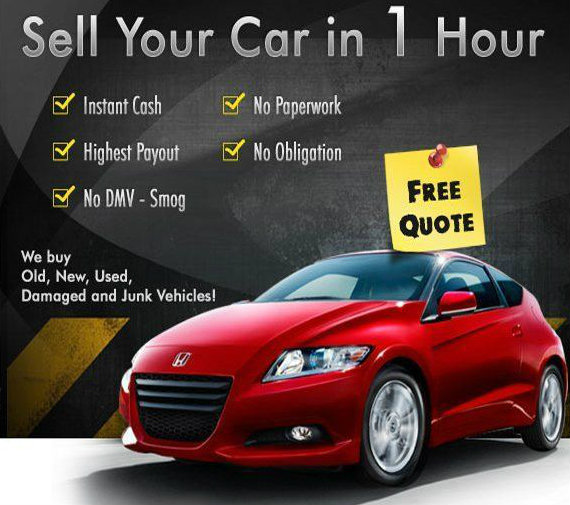 Sell Your Car in 1 Hour
Instant Cash
No Paperwork
Highest Payout
No Obligation
No DMV - Smog
FREE
QUOTE
We buy
Old, New, Used,
Damaged and Junk Vehicles!